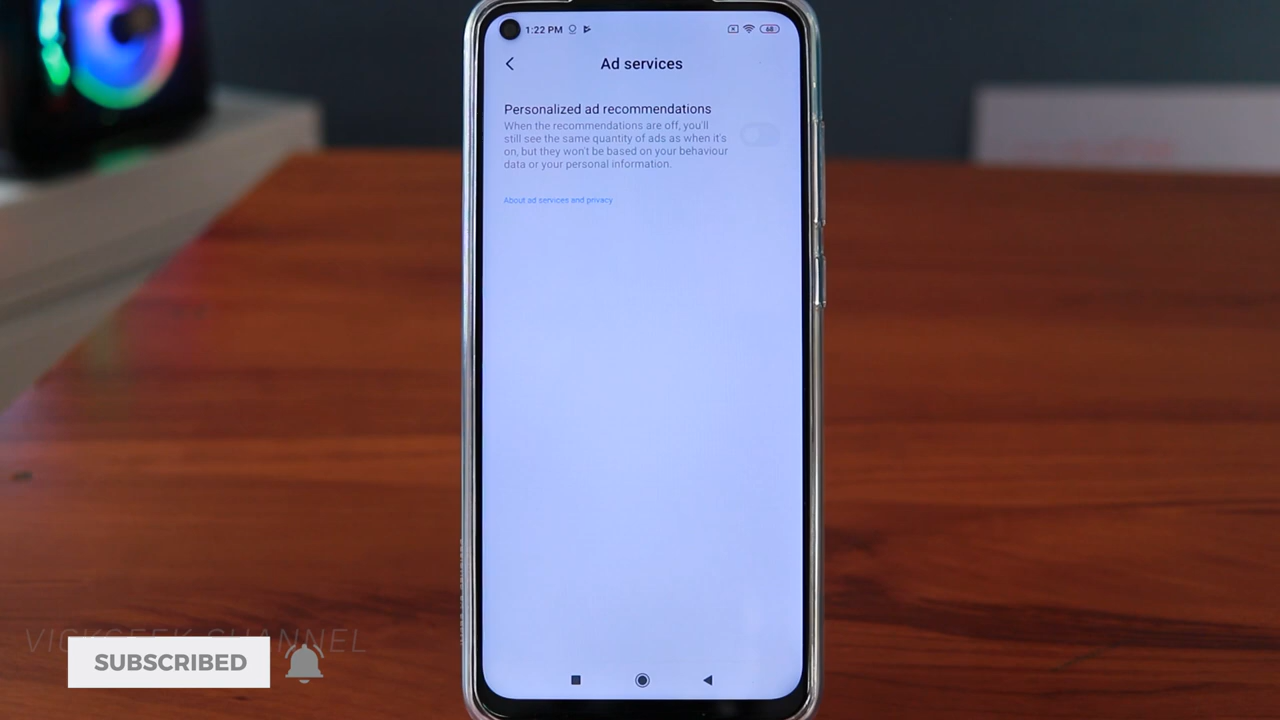 1:22 PM
68
Ad services
Personalized ad recommendations
When the recommendations are off, you'll
still see the same quantity of ads as when it's
on, but they won't be based on your behaviour
data or your personal information.
About ad services and privacy
VICKGEEK CHANNEL
SUBSCRIBED